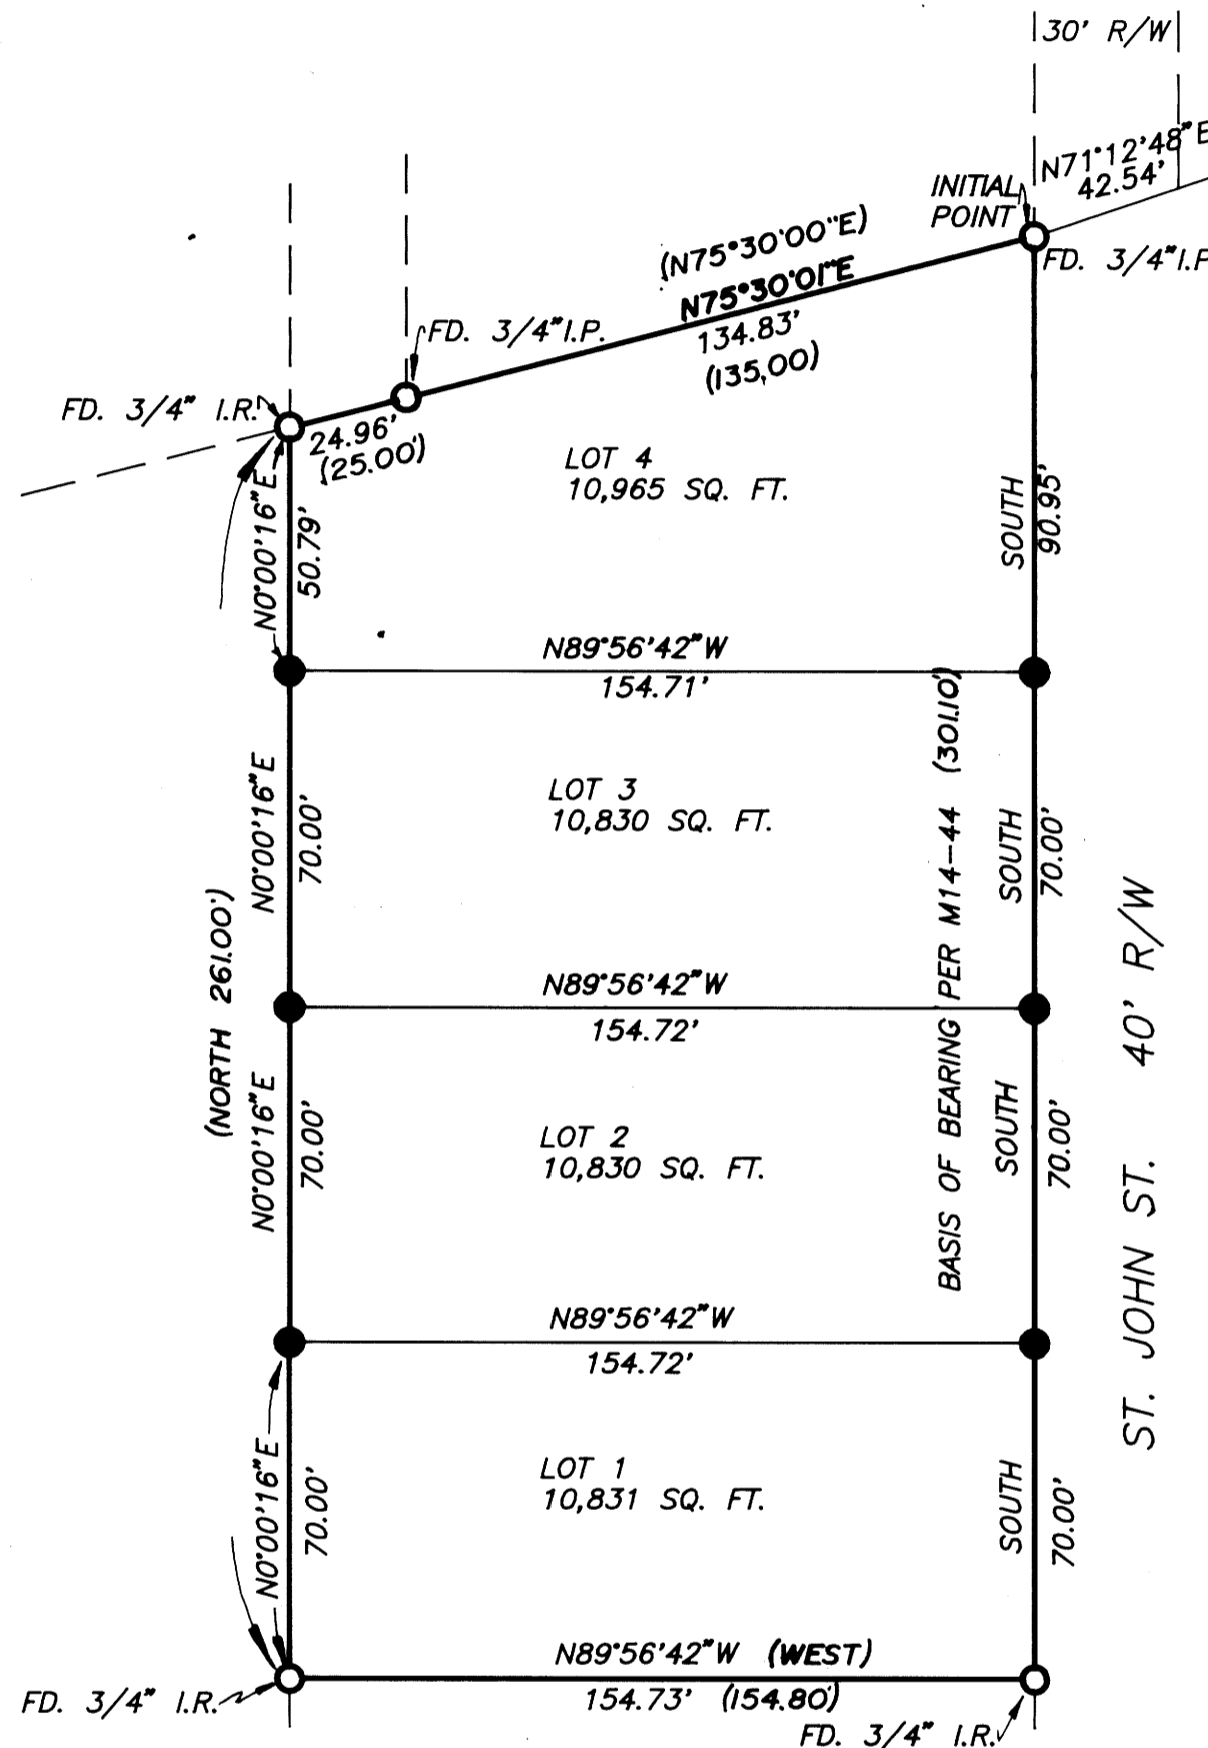 30' R/W
N71°12'48"E
42.54'
INITIAL
POINT
FD. 3/4" I.P
(N75°30'00"E)
N75°30'01"E
134.83'
(135.00)
FD. 3/4" I.P.
FD. 3/4" I.R.
24.96'
(25.00')
LOT 4
10,965 SQ. FT.
N0°00'16"E
50.79'
SOUTH
90.95'
N89°56'42"W
154.71'
LOT 3
10,830 SQ. FT.
N0°00'16"E
70.00'
SOUTH
70.00'
BASIS OF BEARING PER M14-44 (301.10')
(NORTH 261.00')
N89°56'42"W
154.72'
LOT 2
10,830 SQ. FT.
N0°00'16"E
70.00'
SOUTH
70.00'
ST. JOHN ST. 40' R/W
N89°56'42"W
154.72'
LOT 1
10,831 SQ. FT.
N0°00'16"E
70.00'
SOUTH
70.00'
N89°56'42"W (WEST)
154.73' (154.80')
FD. 3/4" I.R.
FD. 3/4" I.R.